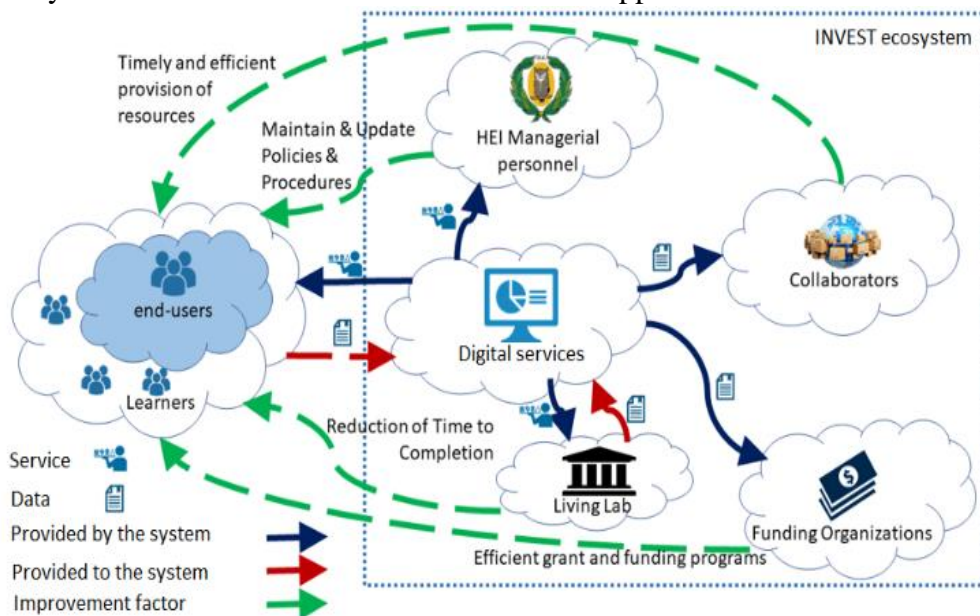 INVEST ecosystem
Timely and efficient
provision of
resources
Maintain & Update
Policies &
Procedures
HEI Managerial
personnel
Collaborators
end-users
Learners
Digital services
Reduction of Time to
Completion
Living Lab
Funding Organizations
Efficient grant and funding programs
Service
Data
Provided by the system
Provided to the system
Improvement factor